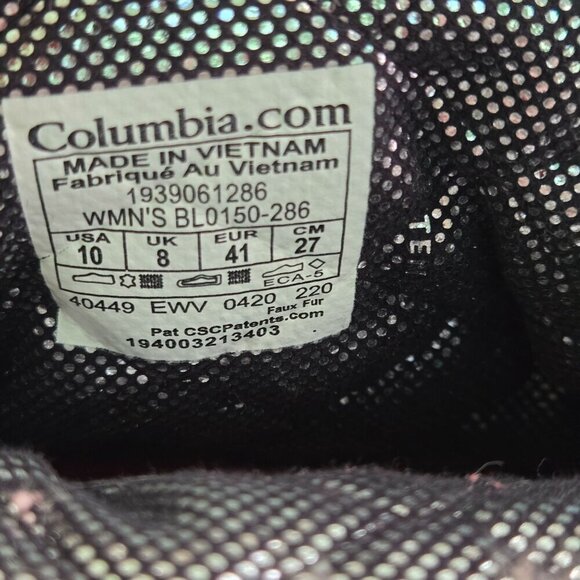 Columbia.com
MADE IN VIETNAM
Fabriqué Au Vietnam
1939061286
WMN'S BL0150-286
USA UK EUR CM
10 8 41 27
ECA-5
40449 EWV 0420 220
Faux Fur
Pat CSCPatents.com
194003213403
TE